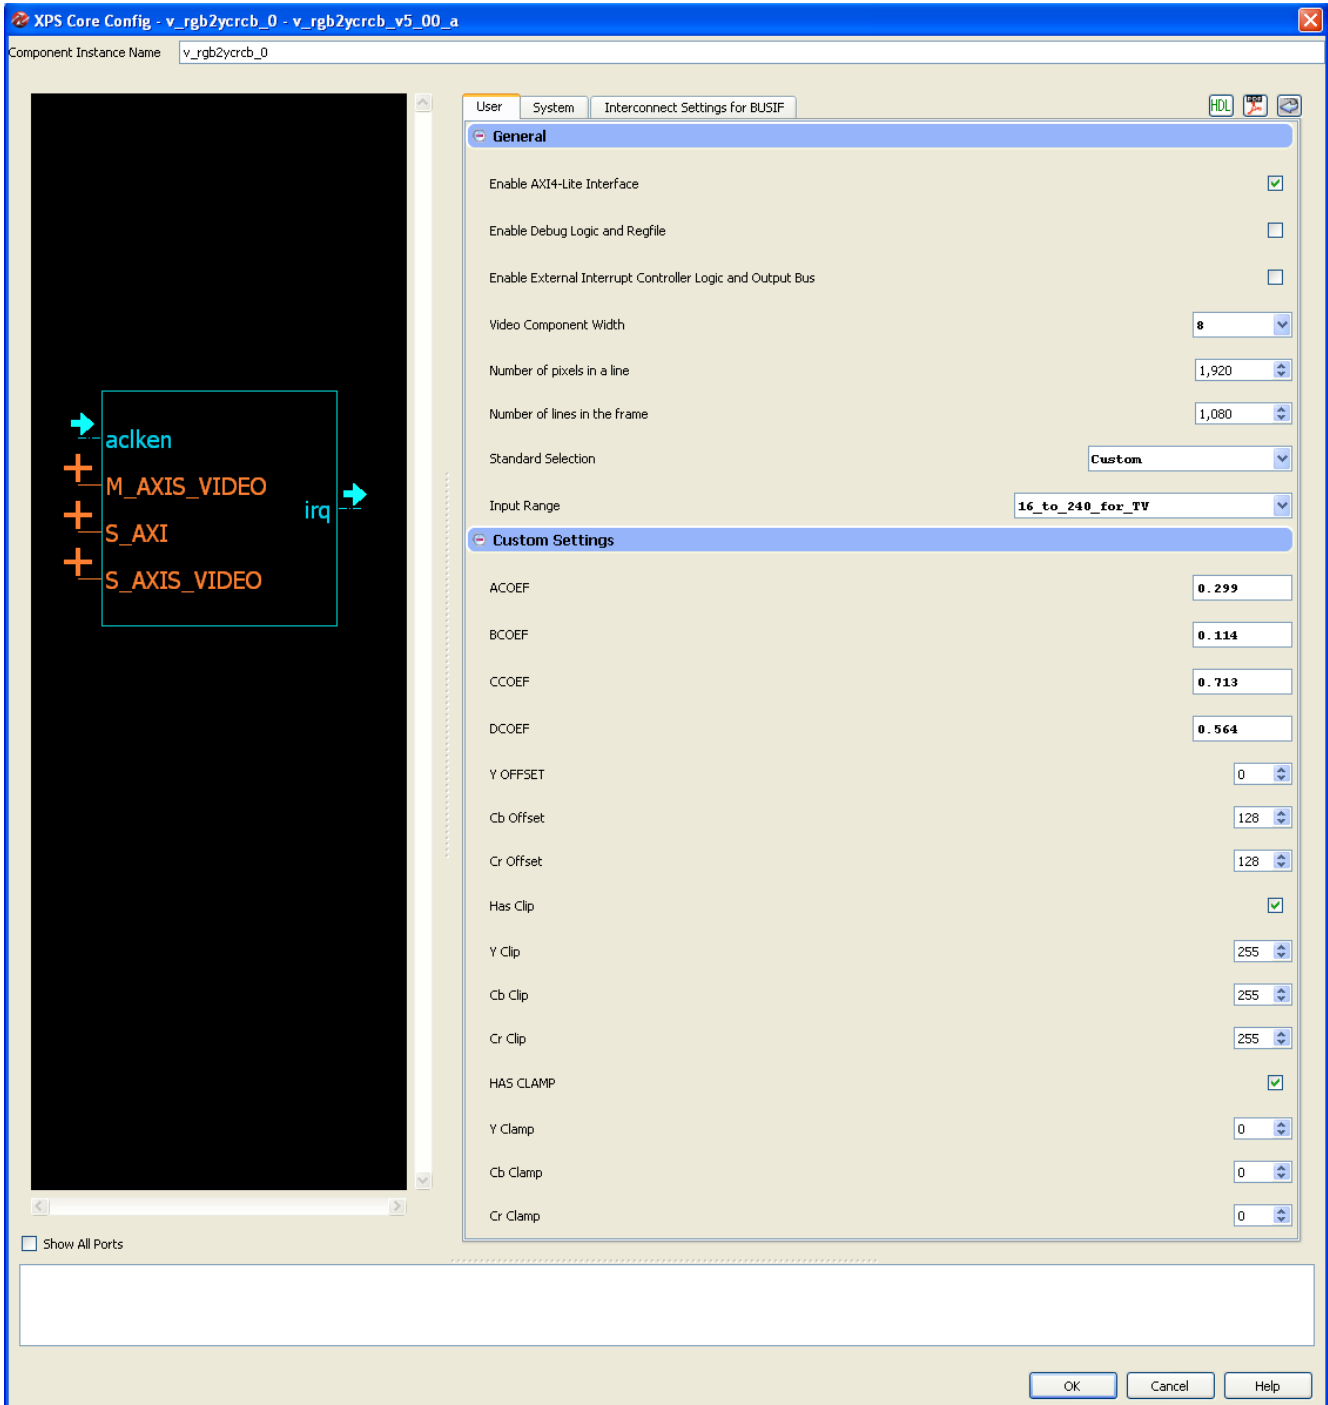 XPS Core Config - v_rgb2ycrcb_0 - v_rgb2ycrcb_v5_00_a
Component Instance Name v_rgb2ycrcb_0
aclken
M_AXIS_VIDEO
irq
S_AXI
S_AXIS_VIDEO
Show All Ports
User System Interconnect Settings for BUSIF HDL PDF
General
Enable AXI4-Lite Interface
Enable Debug Logic and Regfile
Enable External Interrupt Controller Logic and Output Bus
Video Component Width 8
Number of pixels in a line 1,920
Number of lines in the frame 1,080
Standard Selection Custom
Input Range 16_to_240_for_TV
Custom Settings
ACOEF 0.299
BCOEF 0.114
CCOEF 0.713
DCOEF 0.564
Y OFFSET 0
Cb Offset 128
Cr Offset 128
Has Clip
Y Clip 255
Cb Clip 255
Cr Clip 255
HAS CLAMP
Y Clamp 0
Cb Clamp 0
Cr Clamp 0
OK Cancel Help